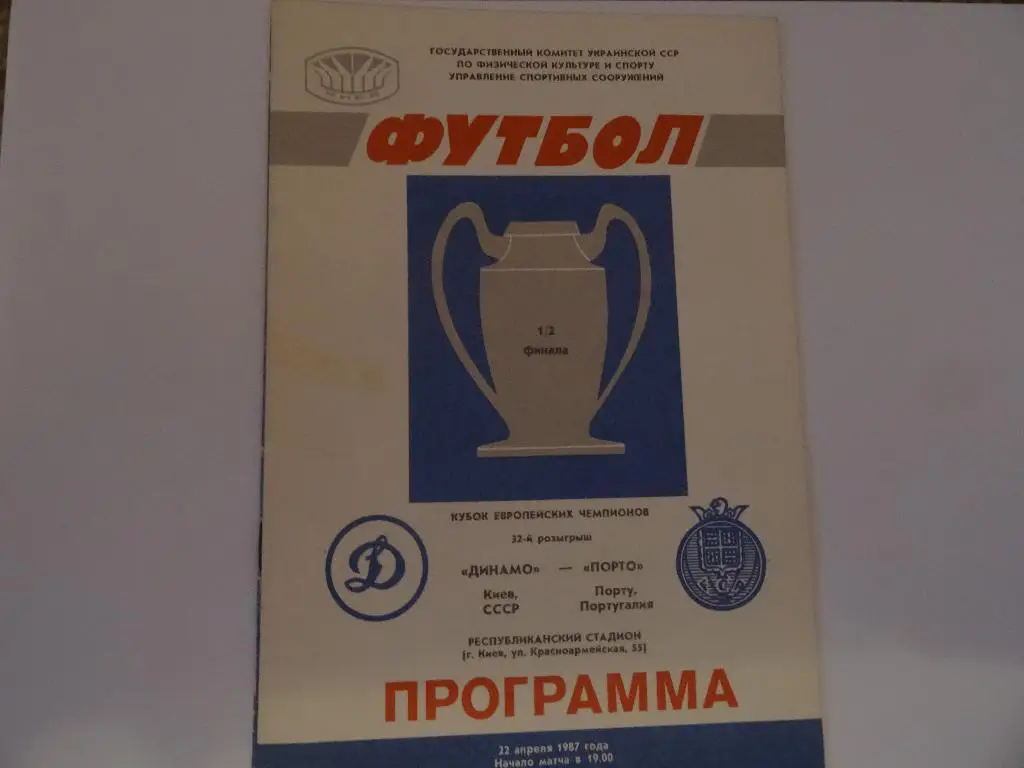 ГОСУДАРСТВЕННЫЙ КОМИТЕТ УКРАИНСКОЙ ССР
ПО ФИЗИЧЕСКОЙ КУЛЬТУРЕ И СПОРТУ
УПРАВЛЕНИЕ СПОРТИВНЫХ СООРУЖЕНИЙ
КИЕВ
ФУТБОЛ
1/2
финала
КУБОК ЕВРОПЕЙСКИХ ЧЕМПИОНОВ
32-й розыгрыш
«ДИНАМО» — «ПОРТО»
Киев, Порту,
СССР Португалия
Д
РЕСПУБЛИКАНСКИЙ СТАДИОН
(г. Киев, ул. Красноармейская, 55)
ПРОГРАММА
22 апреля 1987 года
Начало матча в 19.00